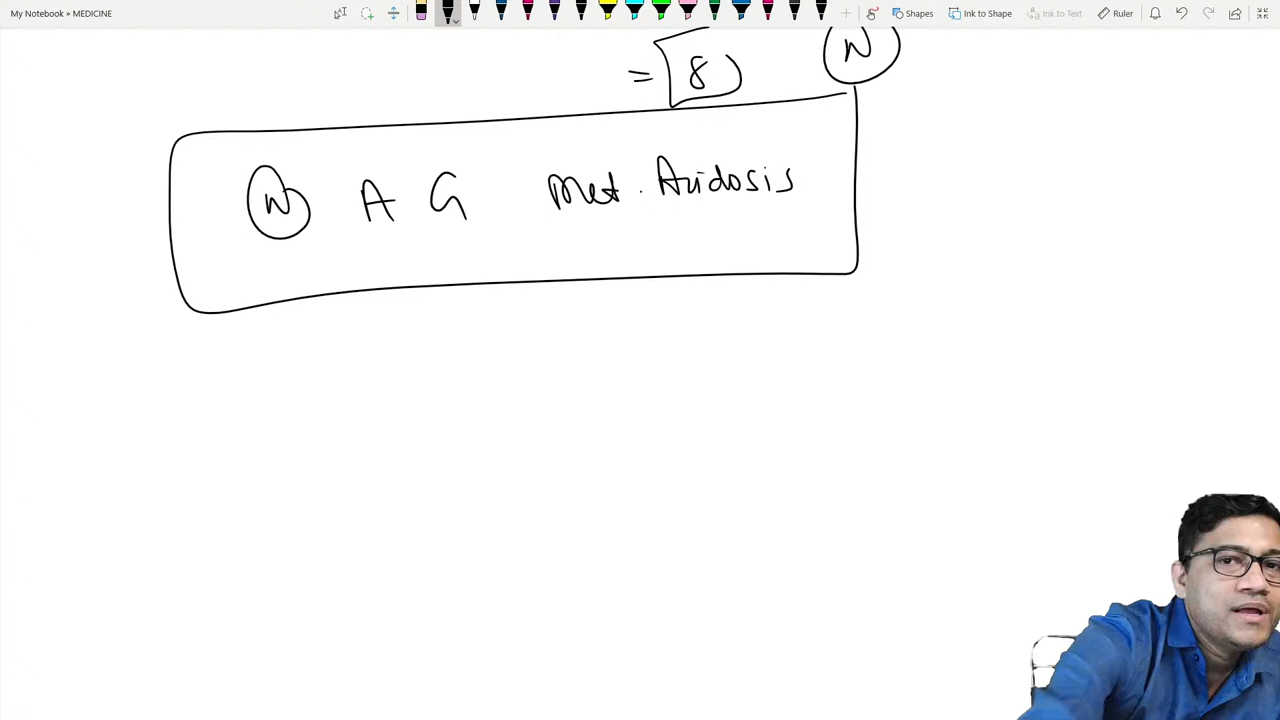 My Notebook » MEDICINE
Shapes Ink to Shape Ink to Text Ruler
= 8 N
N A G Met. Acidosis